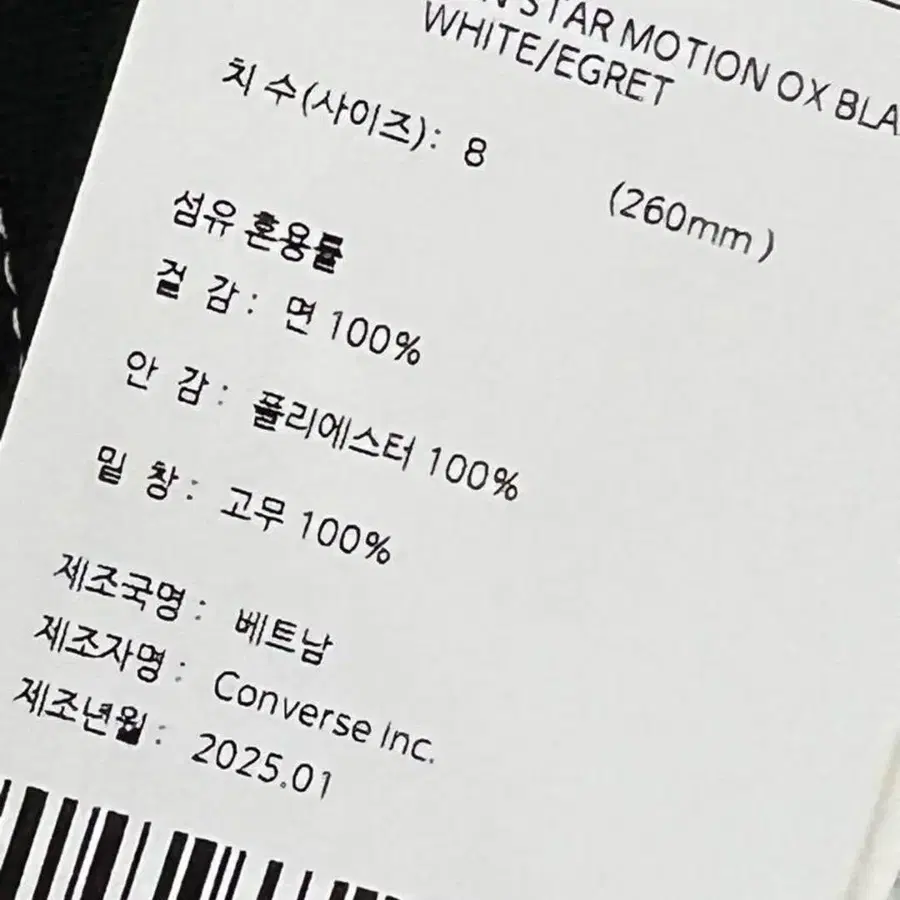 STAR MOTION OX BLA
WHITE/EGRET
치 수(사이즈): 8 (260mm)
섬유 혼용률
겉 감: 면 100%
안 감: 폴리에스터 100%
밑 창: 고무 100%
제조국명: 베트남
제조자명: Converse Inc.
제조년월: 2025.01